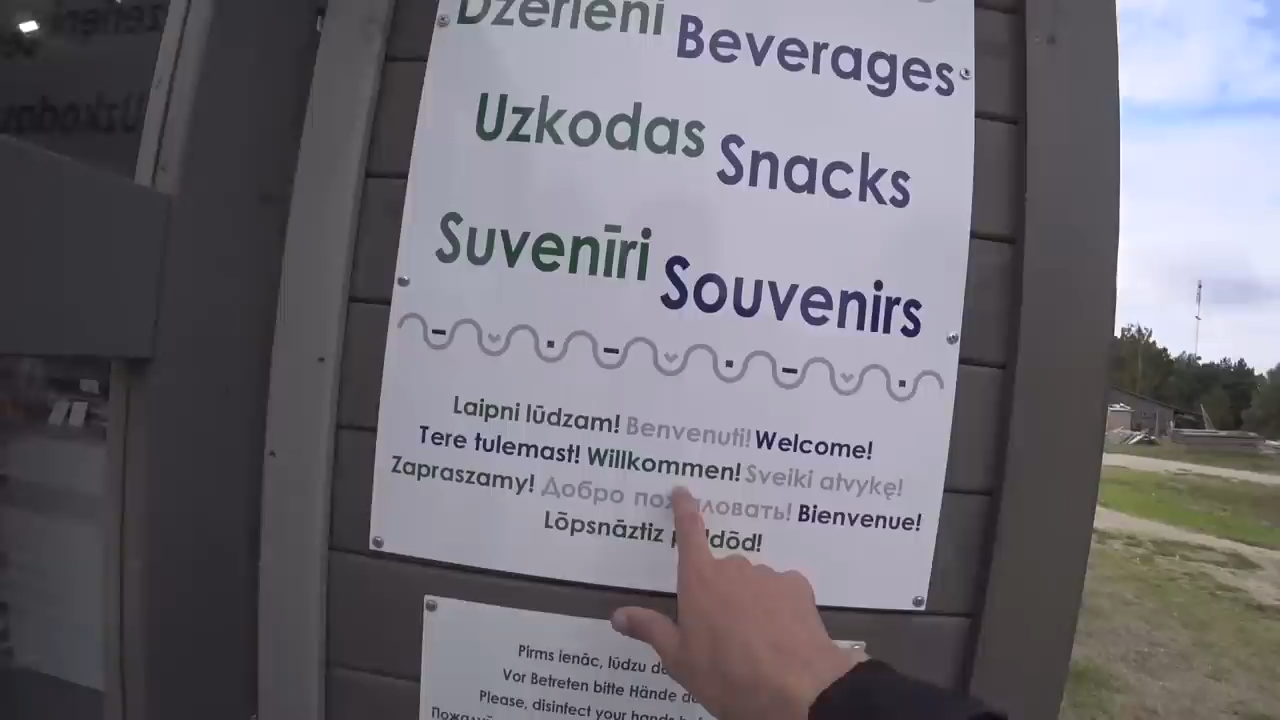 Dzērieni Beverages
Uzkodas Snacks
Suvenīri Souvenirs
Laipni lūdzam! Benvenuti! Welcome!
Tere tulemast! Willkommen! Sveiki atvykę!
Zapraszamy! Добро пожаловать! Bienvenue!
Lōpsnāztiz
Pirms ienāc, lūdzu
Vor Betreten bitte Hände
Please, disinfect your hands